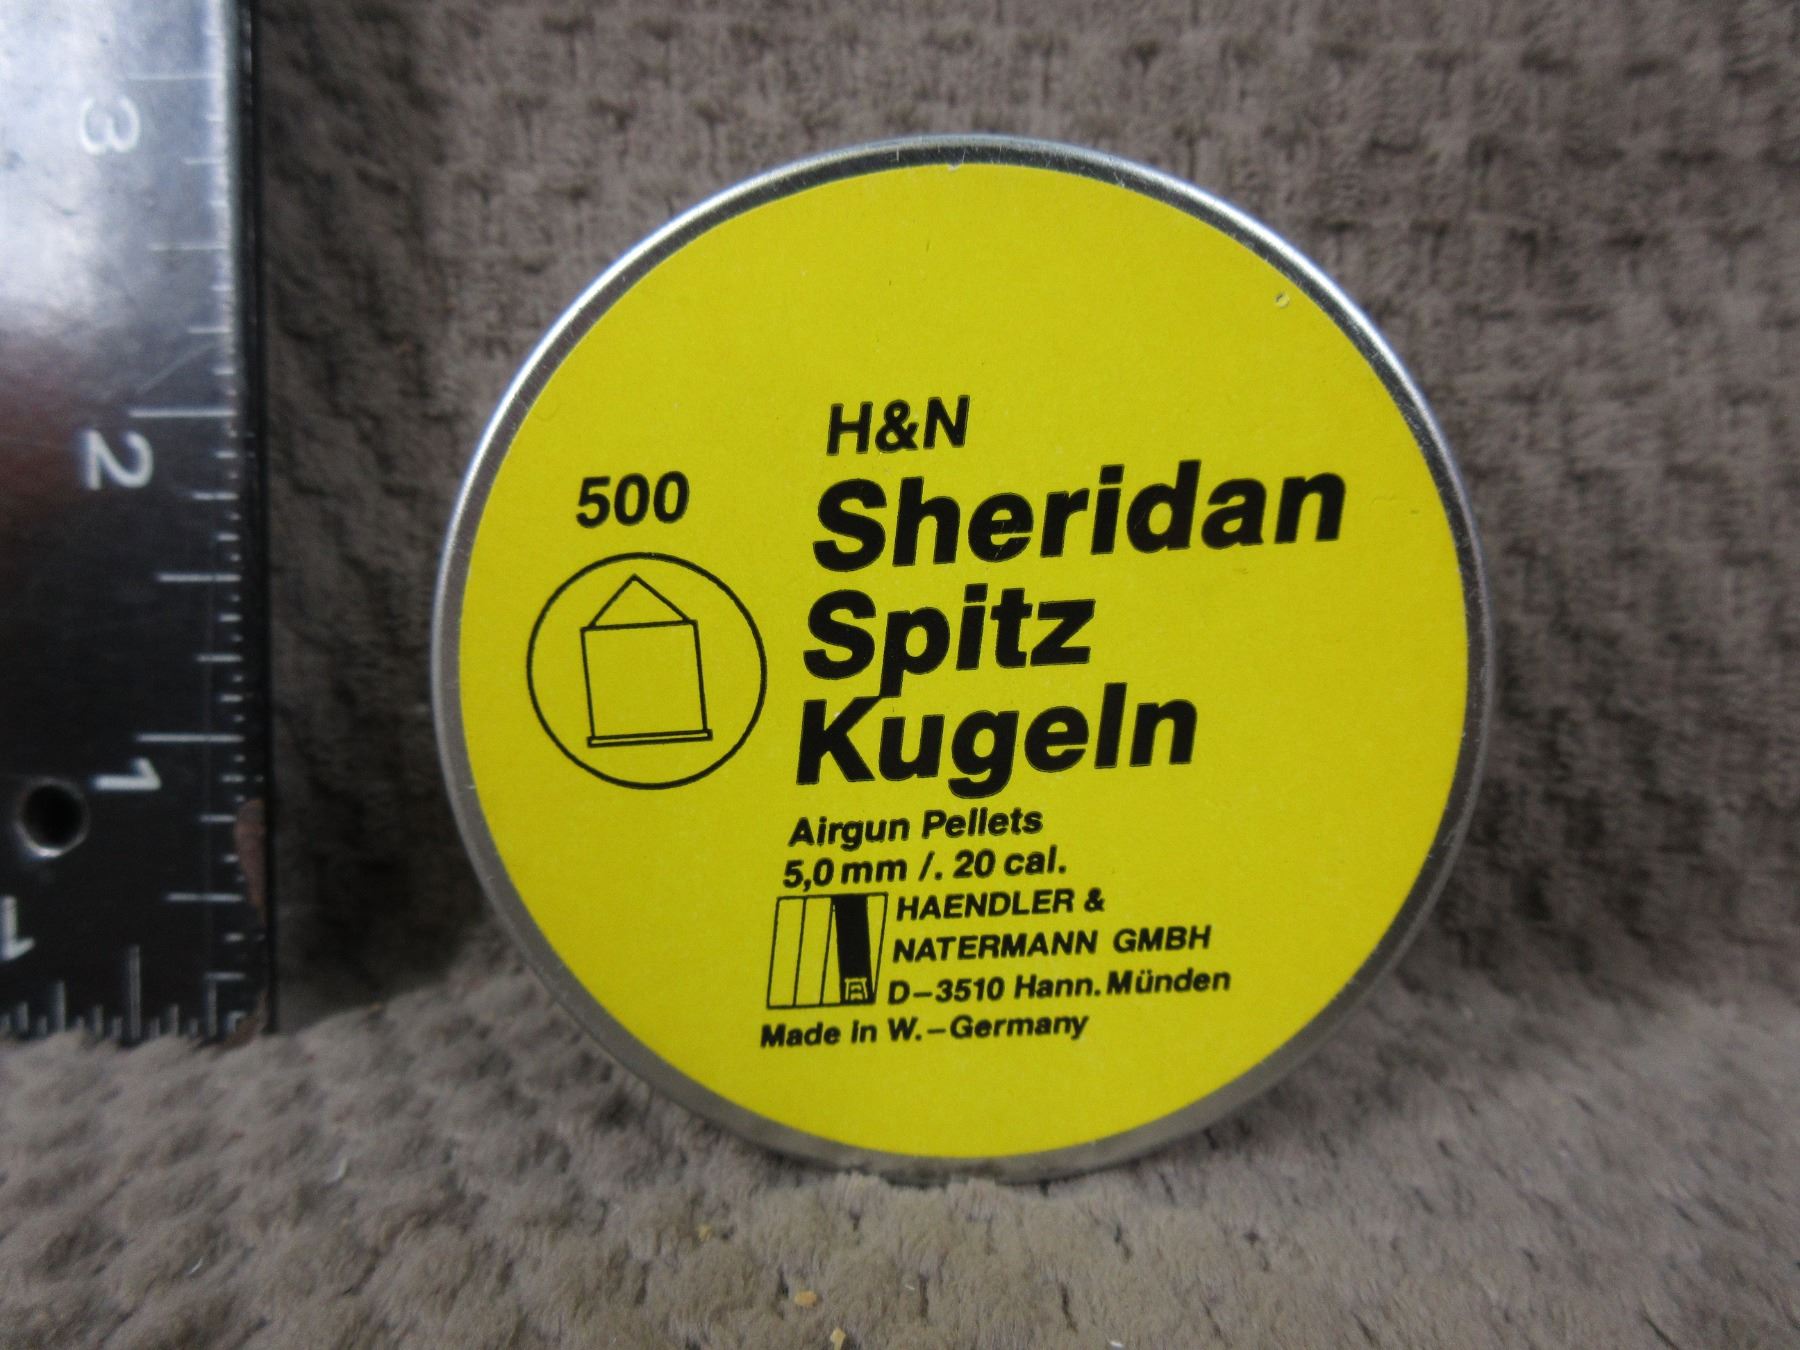 3
2
1
1
500
H&N
Sheridan
Spitz
Kugeln
Airgun Pellets
5,0 mm /. 20 cal.
HAENDLER &
NATERMANN GMBH
D-3510 Hann. Münden
Made in W.-Germany